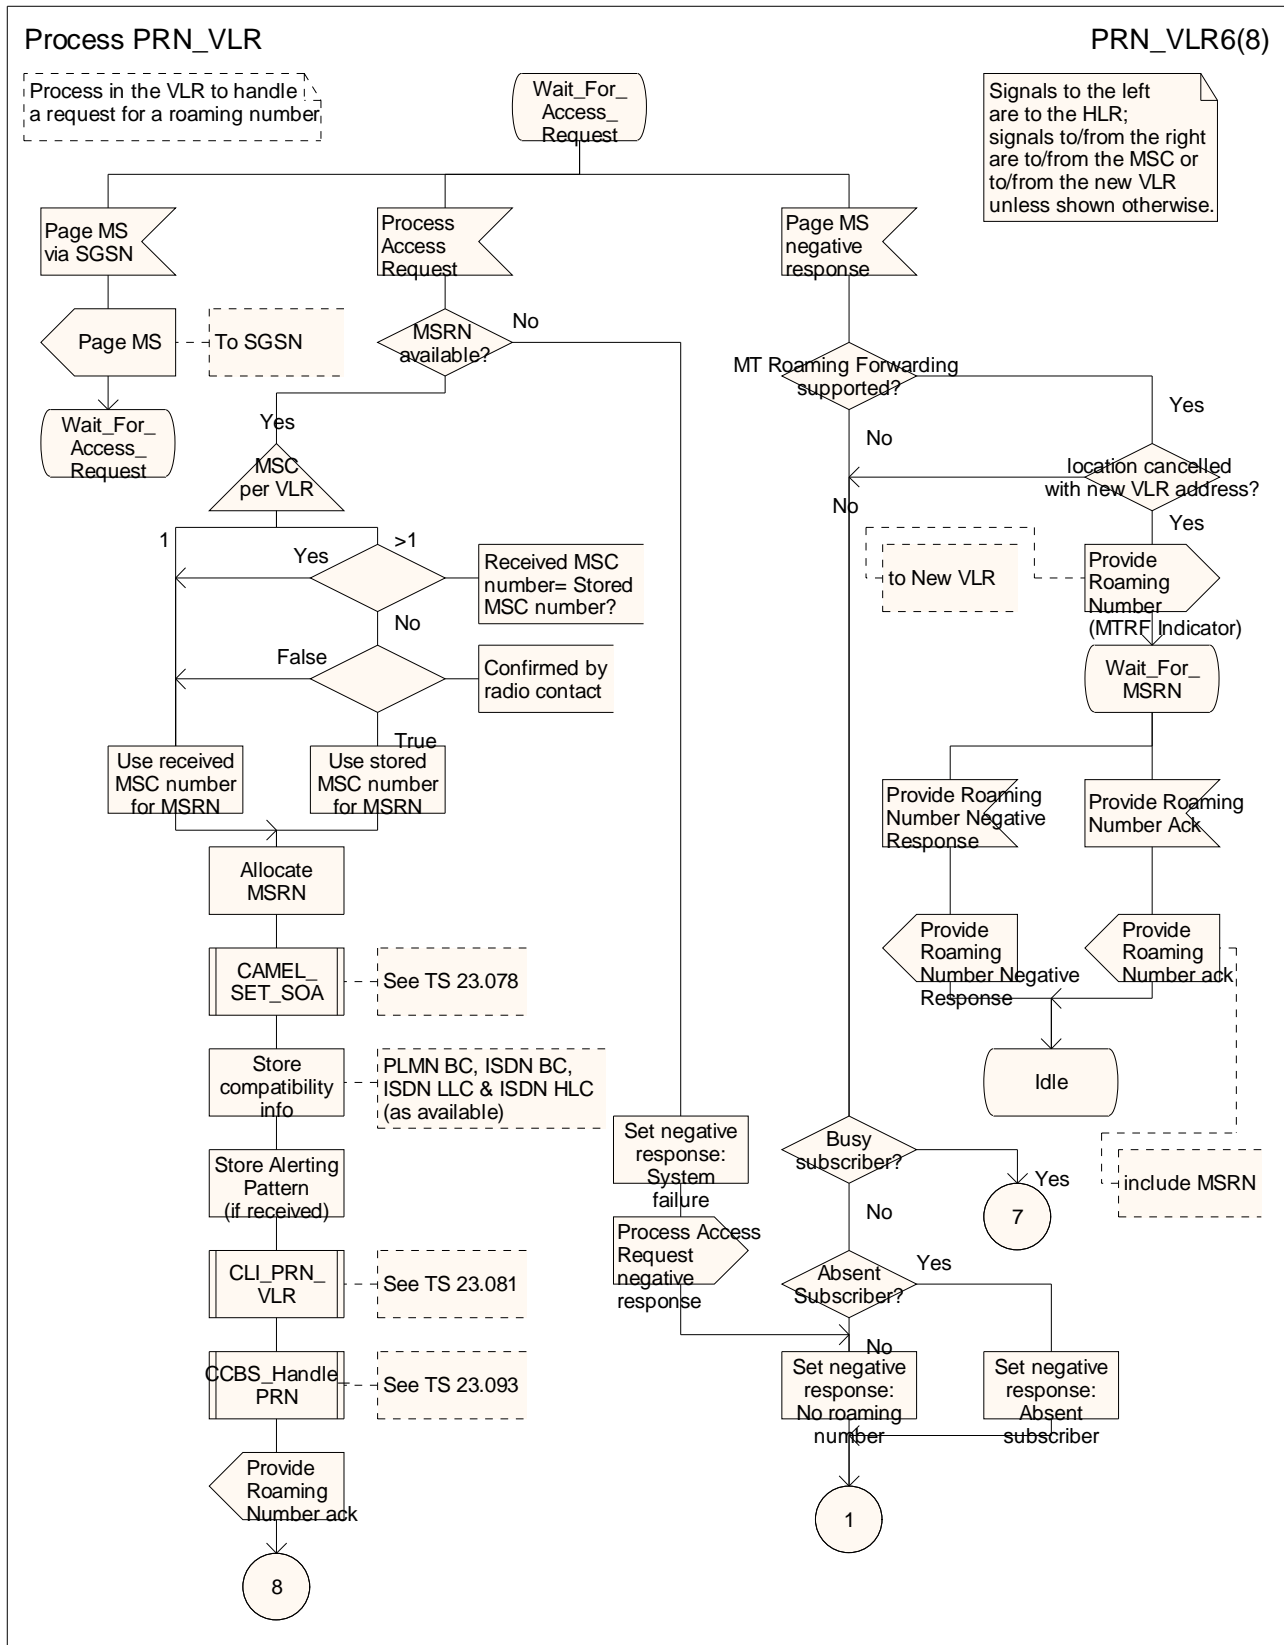 Process PRN_VLR
PRN_VLR6(8)
Process in the VLR to handle
a request for a roaming number
Wait_For_
Access_
Request
Signals to the left
are to the HLR;
signals to/from the right
are to/from the MSC or
to/from the new VLR
unless shown otherwise.
Page MS
via SGSN
Process
Access
Request
Page MS
negative
response
Page MS
To SGSN
MSRN
available?
No
MT Roaming Forwarding
supported?
Yes
Wait_For_
Access_
Request
Yes
No
MSC
per VLR
location cancelled
with new VLR address?
No
Yes
1
>1
Yes
Received MSC
number= Stored
MSC number?
to New VLR
Provide
Roaming
Number
(MTRF Indicator)
No
False
Confirmed by
radio contact
Wait_For_
MSRN
True
Use received
MSC number
for MSRN
Use stored
MSC number
for MSRN
Provide Roaming
Number Negative
Response
Provide Roaming
Number Ack
Allocate
MSRN
Provide
Roaming
Number Negative
Response
Provide
Roaming
Number ack
CAMEL_
SET_SOA
See TS 23.078
Store
compatibility
info
PLMN BC, ISDN BC,
ISDN LLC & ISDN HLC
(as available)
Idle
Set negative
response:
System
failure
Busy
subscriber?
Yes
include MSRN
Store Alerting
Pattern
(if received)
7
No
Process Access
Request
negative
response
CLI_PRN_
VLR
See TS 23.081
Absent
Subscriber?
Yes
No
CCBS_Handle_
PRN
See TS 23.093
Set negative
response:
No roaming
number
Set negative
response:
Absent
subscriber
Provide
Roaming
Number ack
1
8